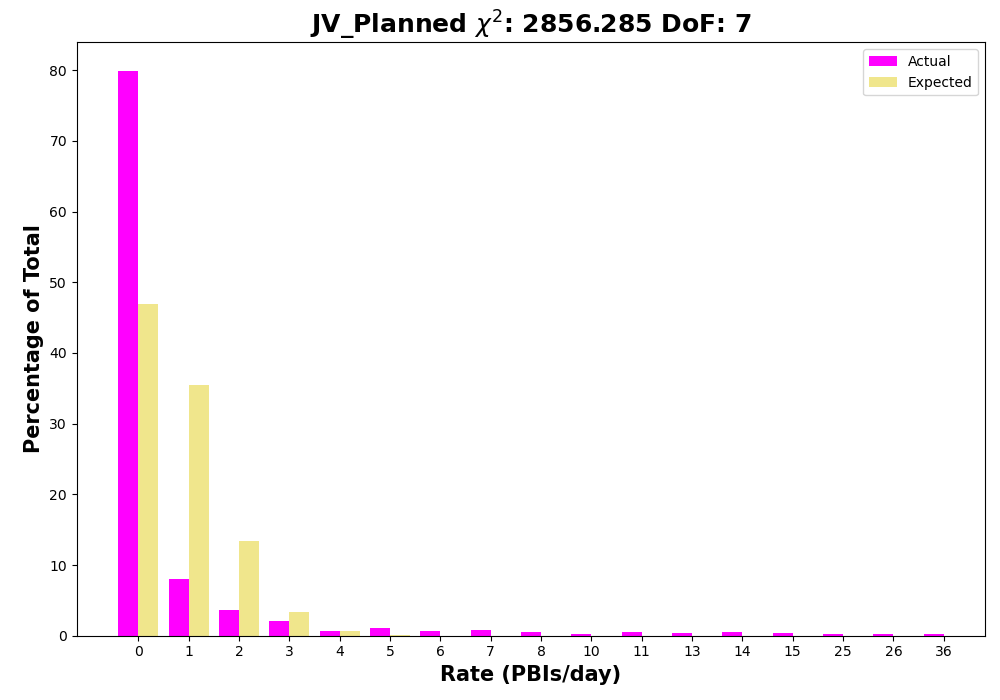 JV_Planned χ²: 2856.285 DoF: 7
Actual
Expected
80
70
60
50
40
30
20
10
0
Percentage of Total
0 1 2 3 4 5 6 7 8 10 11 13 14 15 25 26 36
Rate (PBIs/day)